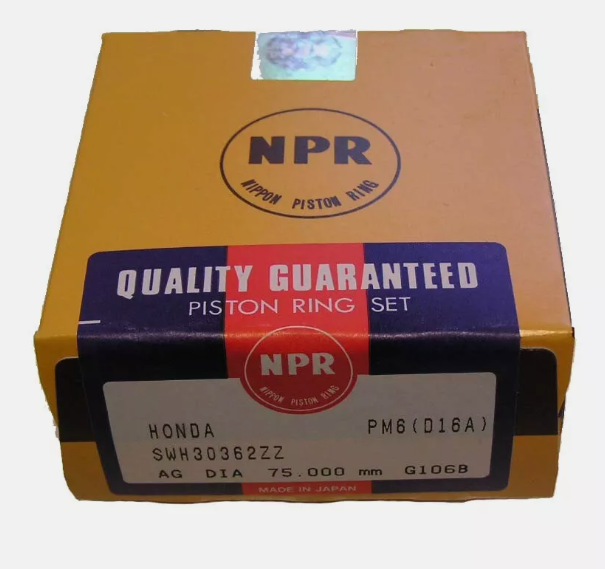 NPR
NIPPON PISTON RING
QUALITY GUARANTEED
PISTON RING SET
NPR
NIPPON PISTON RING
HONDA PM6(D16A)
SWH30362ZZ
AG DIA 75.000 mm G106B
MADE IN JAPAN